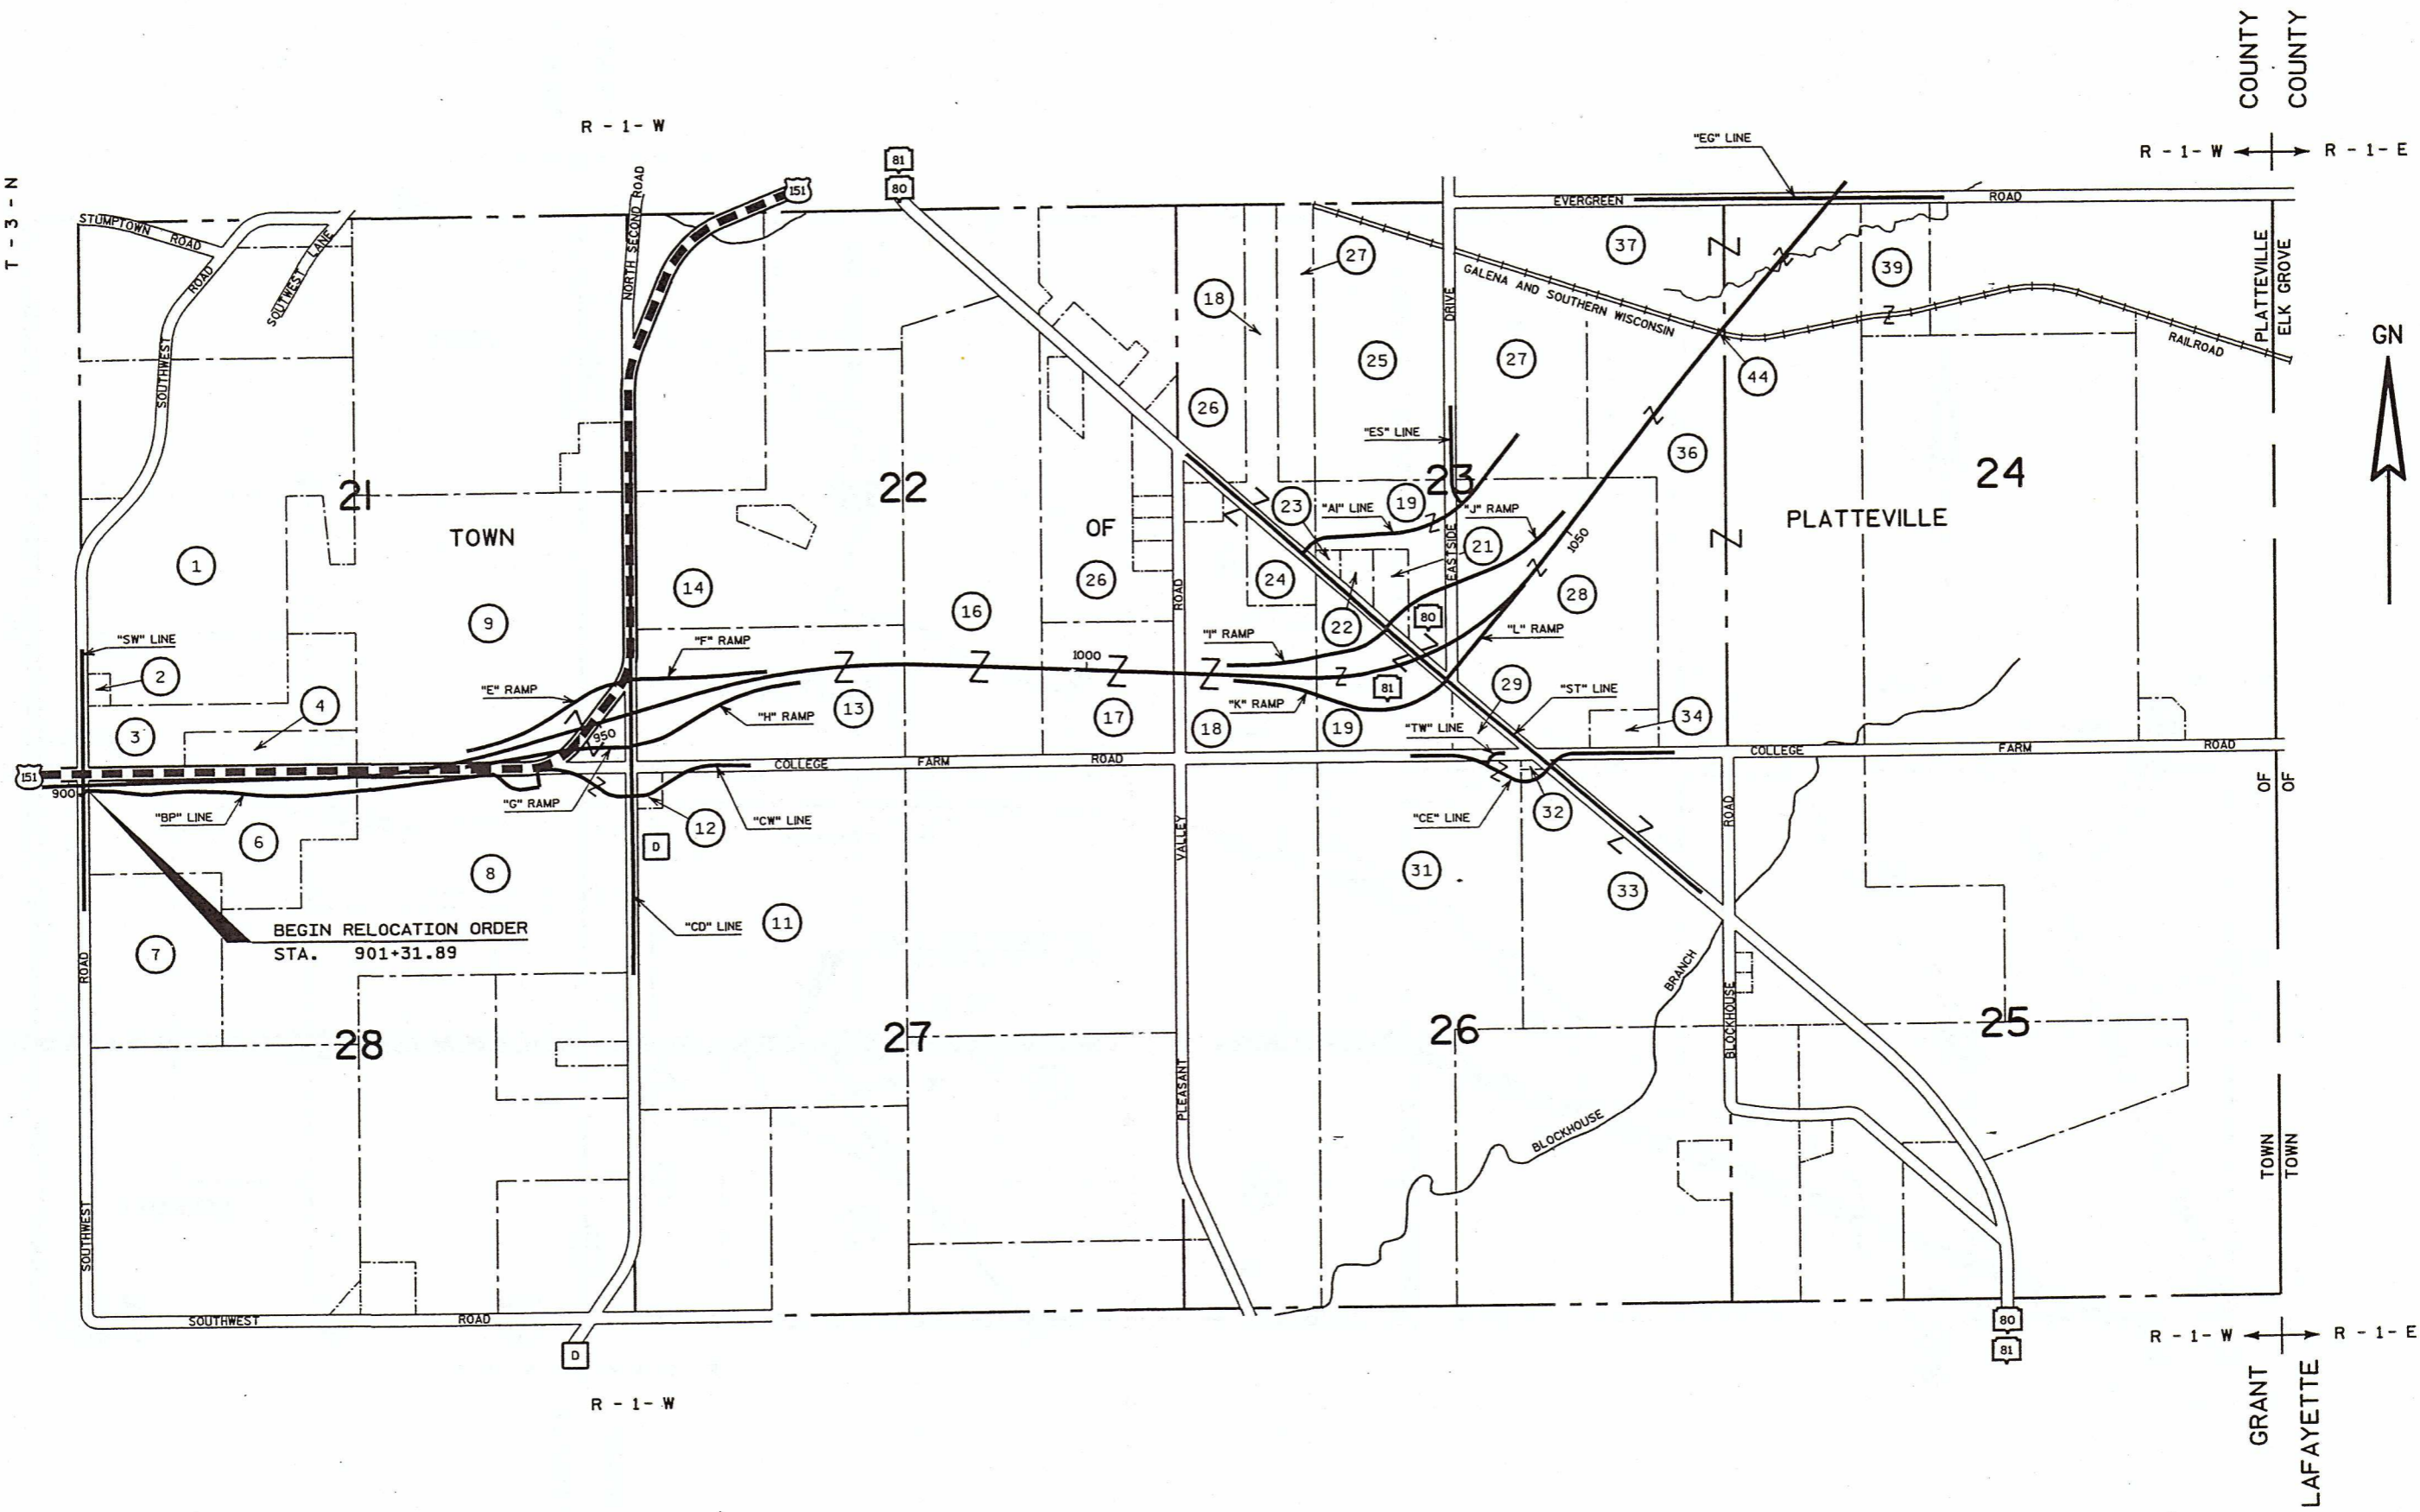 COUNTY
COUNTY
R - 1 - W
R - 1 - E
T - 3 - N
R - 1 - W
81
80
151
"EG" LINE
STUMPTOWN ROAD
SOUTWEST LANE
SOUTHWEST ROAD
NORTH SECOND ROAD
EVERGREEN ROAD
PLATTEVILLE
ELK GROVE
GN
GALENA AND SOUTHERN WISCONSIN RAILROAD
27
18
37
39
25
27
26
44
36
"ES" LINE
DRIVE
EASTSIDE
21
22
23
24
TOWN
OF
PLATTEVILLE
1
9
14
16
26
24
23
"AI" LINE
19
"J" RAMP
21
1050
28
22
80
"SW" LINE
2
4
3
"E" RAMP
"F" RAMP
1000
ROAD
"I" RAMP
"L" RAMP
"H" RAMP
13
17
18
"K" RAMP
81
19
29
"ST" LINE
34
"TW" LINE
151
900
950
COLLEGE FARM ROAD
COLLEGE FARM ROAD
"BP" LINE
"G" RAMP
12
"CW" LINE
"CE" LINE
32
6
D
8
31
33
VALLEY
ROAD
OF
OF
BEGIN RELOCATION ORDER
STA. 901+31.89
"CD" LINE
11
7
ROAD
28
27
26
25
BRANCH
BLOCKHOUSE
BLOCKHOUSE
PLEASANT
TOWN
TOWN
SOUTHWEST
SOUTHWEST ROAD
D
80
81
R - 1 - W
R - 1 - E
R - 1 - W
GRANT
LAFAYETTE